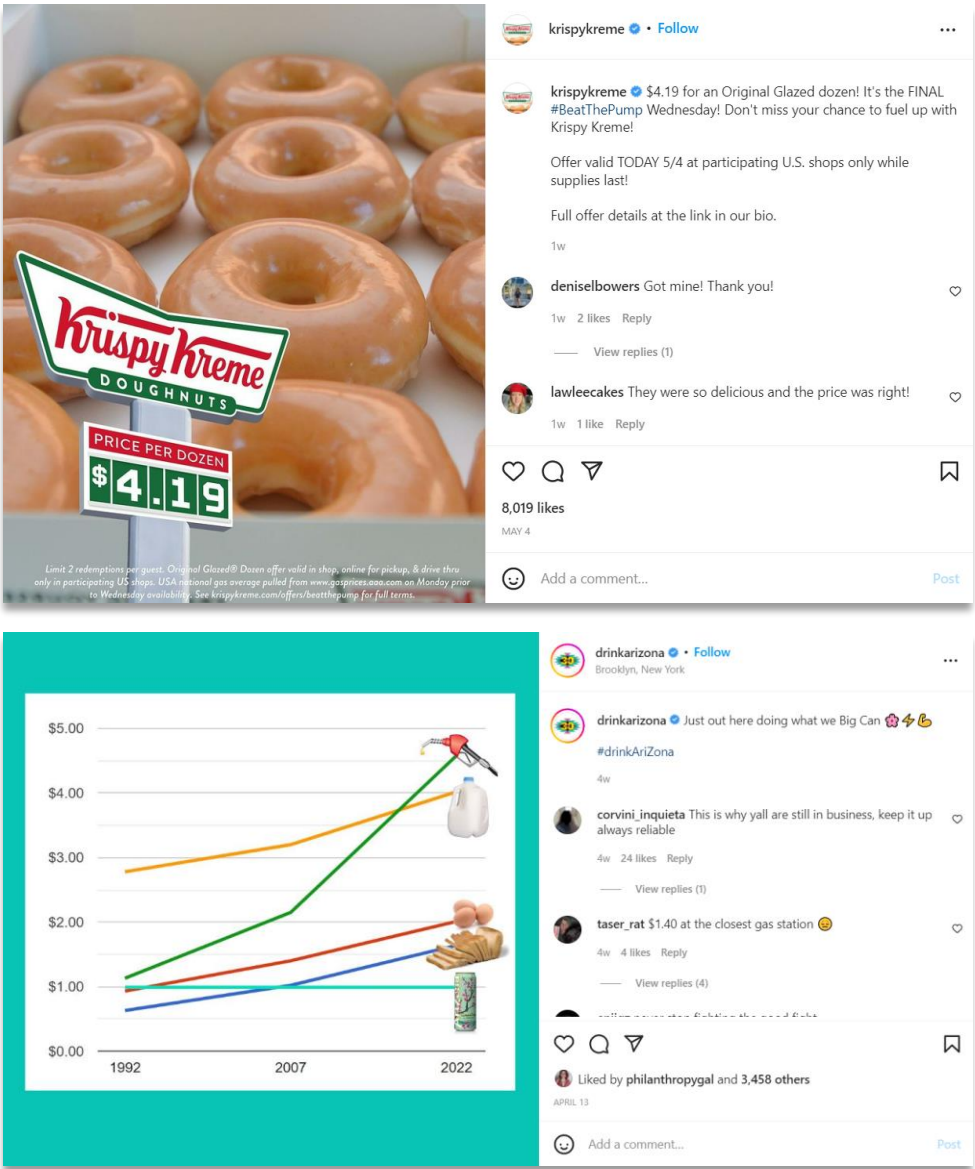 Krispy Kreme
DOUGHNUTS
PRICE PER DOZEN
$4.19
Limit 2 redemptions per guest. Original Glazed® Dozen offer valid in shop, online for pickup, & drive thru
only in participating US shops. USA national gas average pulled from www.gasprices.aaa.com on Monday prior
to Wednesday availability. See krispykreme.com/offers/beatthepump for full terms.
krispykreme • Follow
krispykreme $4.19 for an Original Glazed dozen! It's the FINAL
#BeatThePump Wednesday! Don't miss your chance to fuel up with
Krispy Kreme!
Offer valid TODAY 5/4 at participating U.S. shops only while
supplies last!
Full offer details at the link in our bio.
1w
deniselbowers Got mine! Thank you!
1w 2 likes Reply
View replies (1)
lawleecakes They were so delicious and the price was right!
1w 1 like Reply
8,019 likes
MAY 4
Add a comment... Post
$5.00
$4.00
$3.00
$2.00
$1.00
$0.00
1992 2007 2022
drinkarizona • Follow
Brooklyn, New York
drinkarizona Just out here doing what we Big Can 🌸⚡💪
#drinkAriZona
4w
corvini_inquieta This is why yall are still in business, keep it up
always reliable
4w 24 likes Reply
View replies (1)
taser_rat $1.40 at the closest gas station 😑
4w 4 likes Reply
View replies (4)
Liked by philanthropygal and 3,458 others
APRIL 13
Add a comment... Post